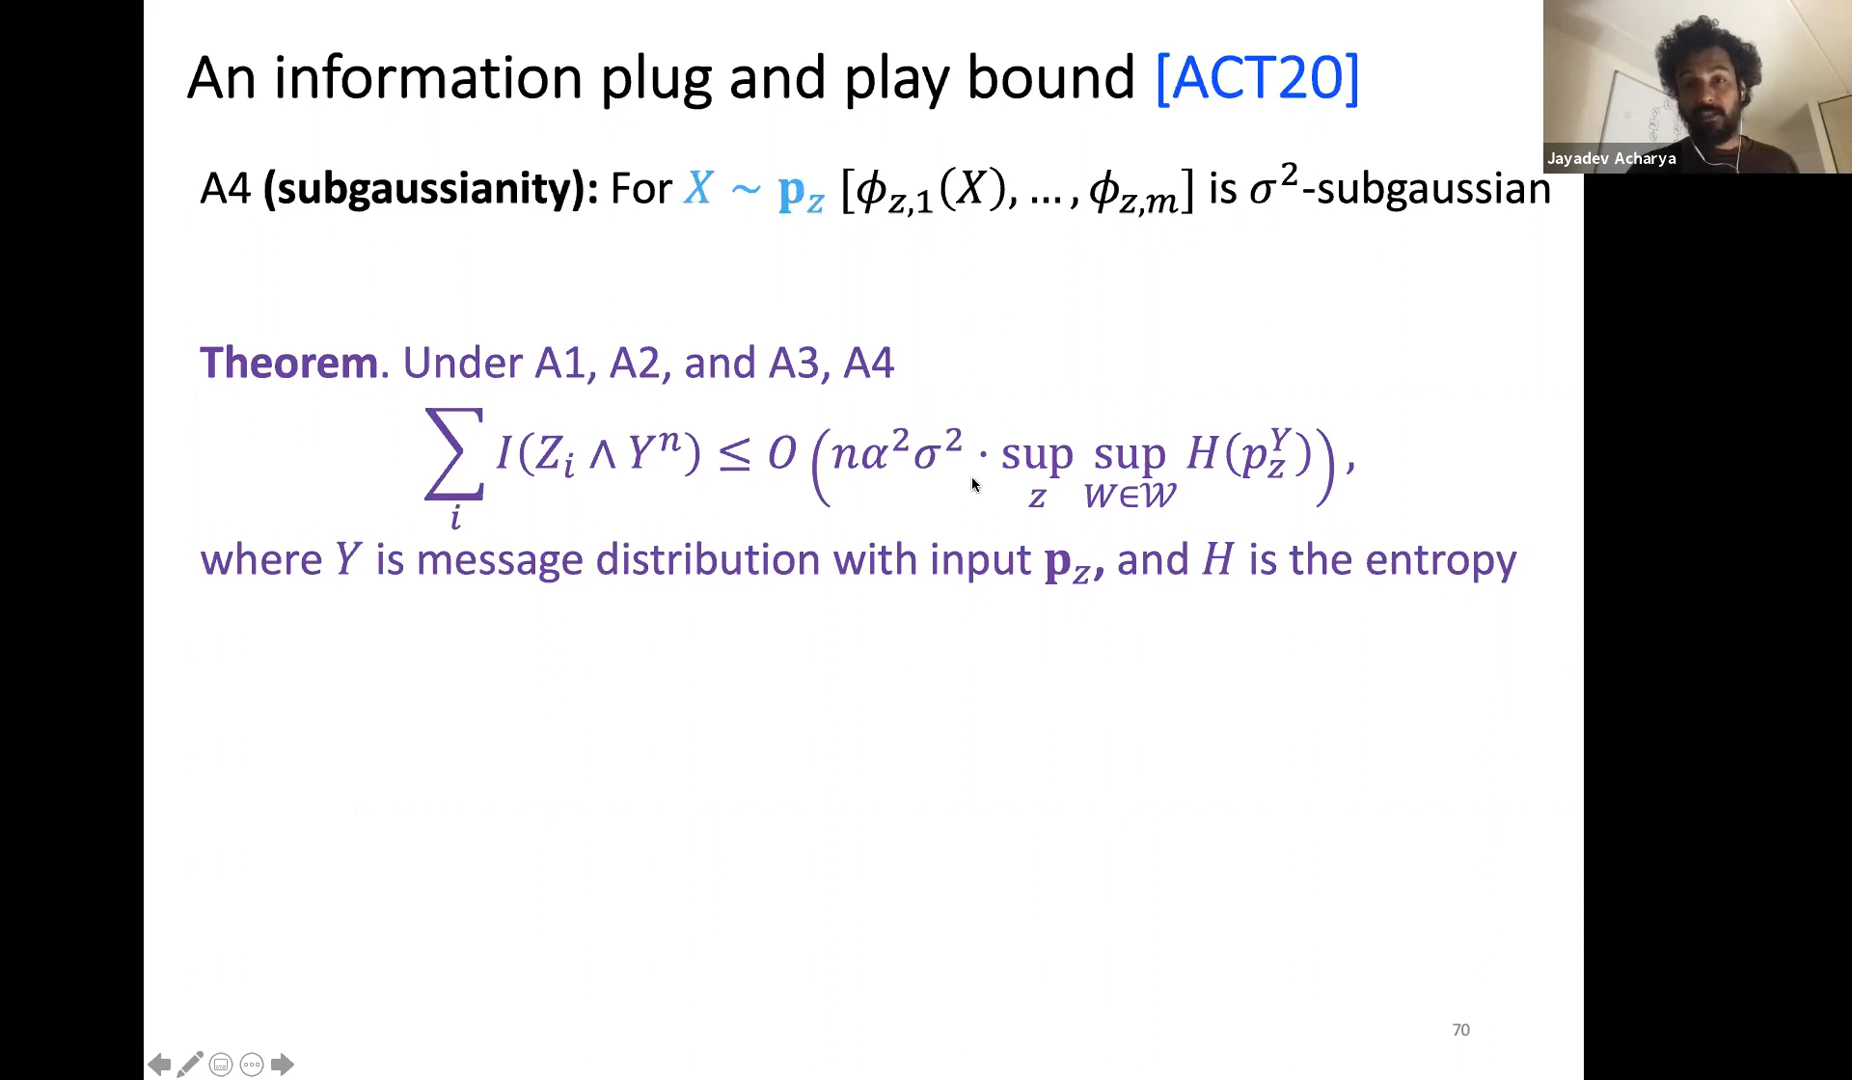 An information plug and play bound [ACT20]
Jayadev Acharya
A4 (subgaussianity): For X ~ p_z [ϕ_{z,1}(X), …, ϕ_{z,m}] is σ²-subgaussian
Theorem. Under A1, A2, and A3, A4
∑_i I(Z_i ∧ Yⁿ) ≤ O(nα²σ² · sup_z sup_{W∈𝒲} H(p_z^Y)),
where Y is message distribution with input p_z, and H is the entropy
70